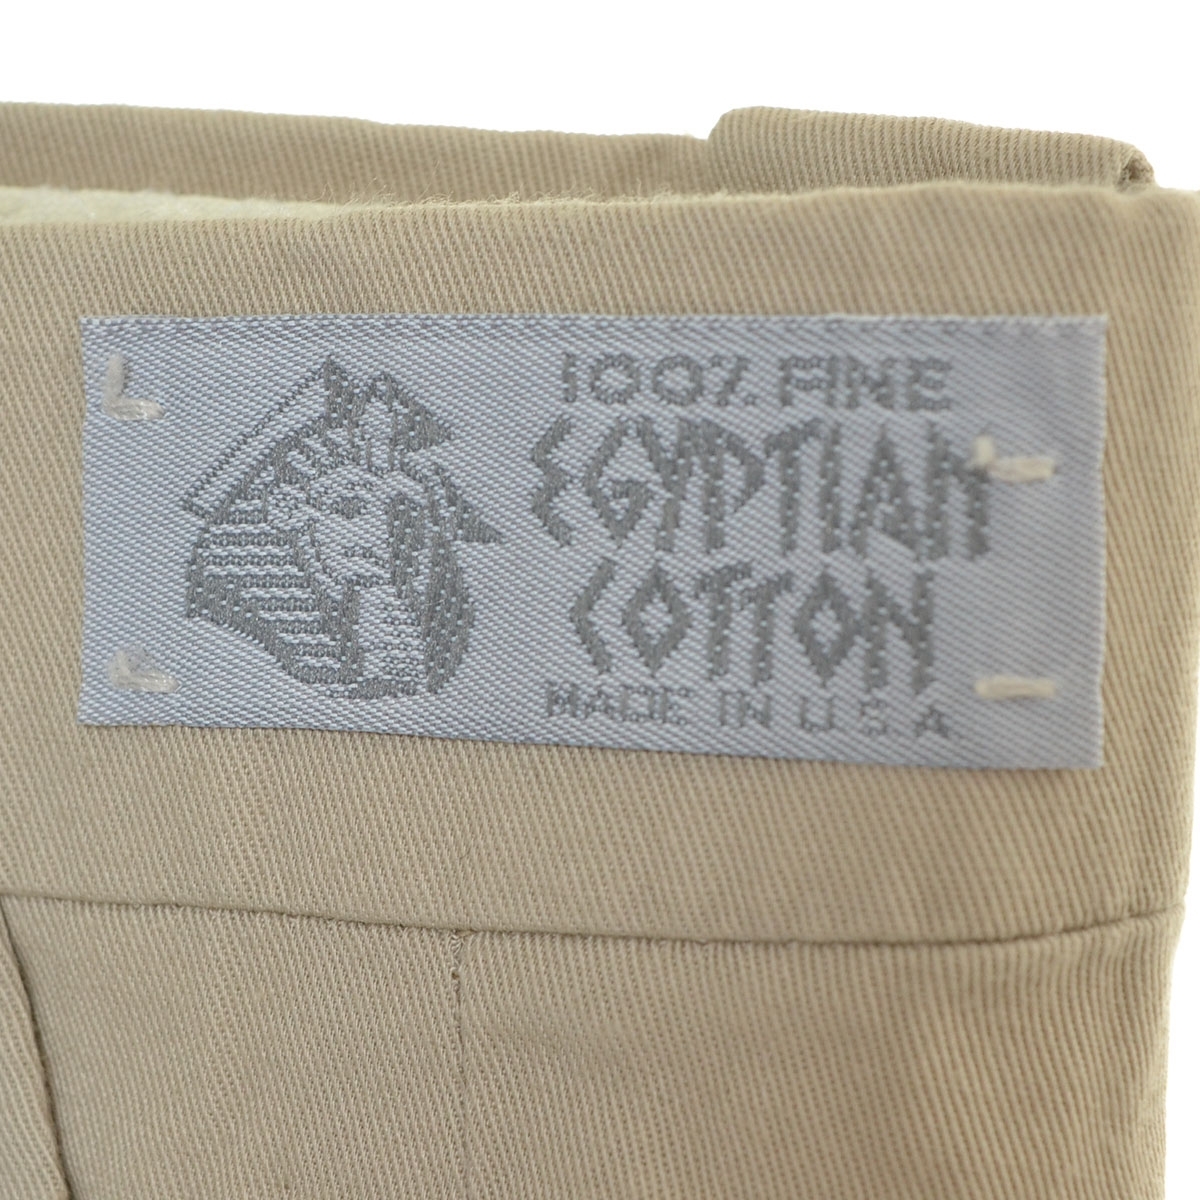 100% FINE
EGYPTIAN
COTTON
MADE IN U.S.A